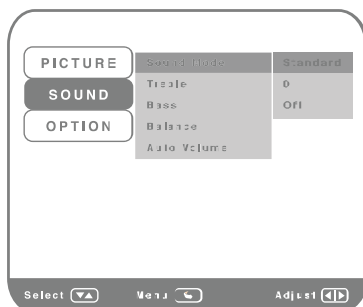 PICTURE
SOUND
OPTION
Sound Mode Standard
Treble 0
Bass Off
Balance
Auto Volume
Select Menu Adjust